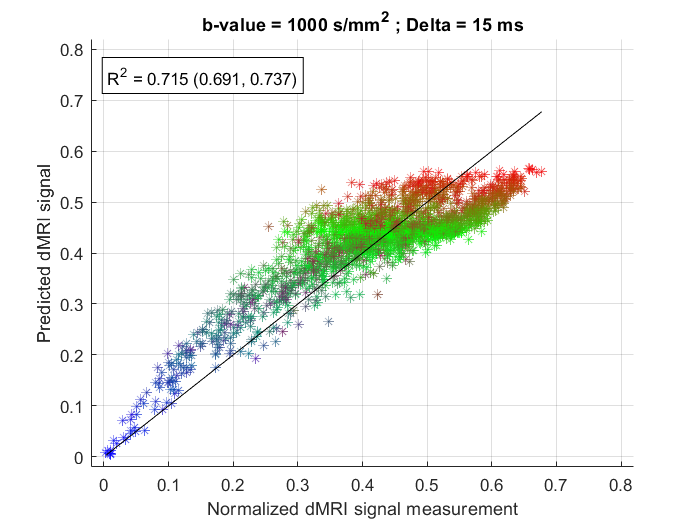 b-value = 1000 s/mm² ; Delta = 15 ms
R² = 0.715 (0.691, 0.737)
0.8
0.7
0.6
0.5
0.4
0.3
0.2
0.1
0
Predicted dMRI signal
0 0.1 0.2 0.3 0.4 0.5 0.6 0.7 0.8
Normalized dMRI signal measurement